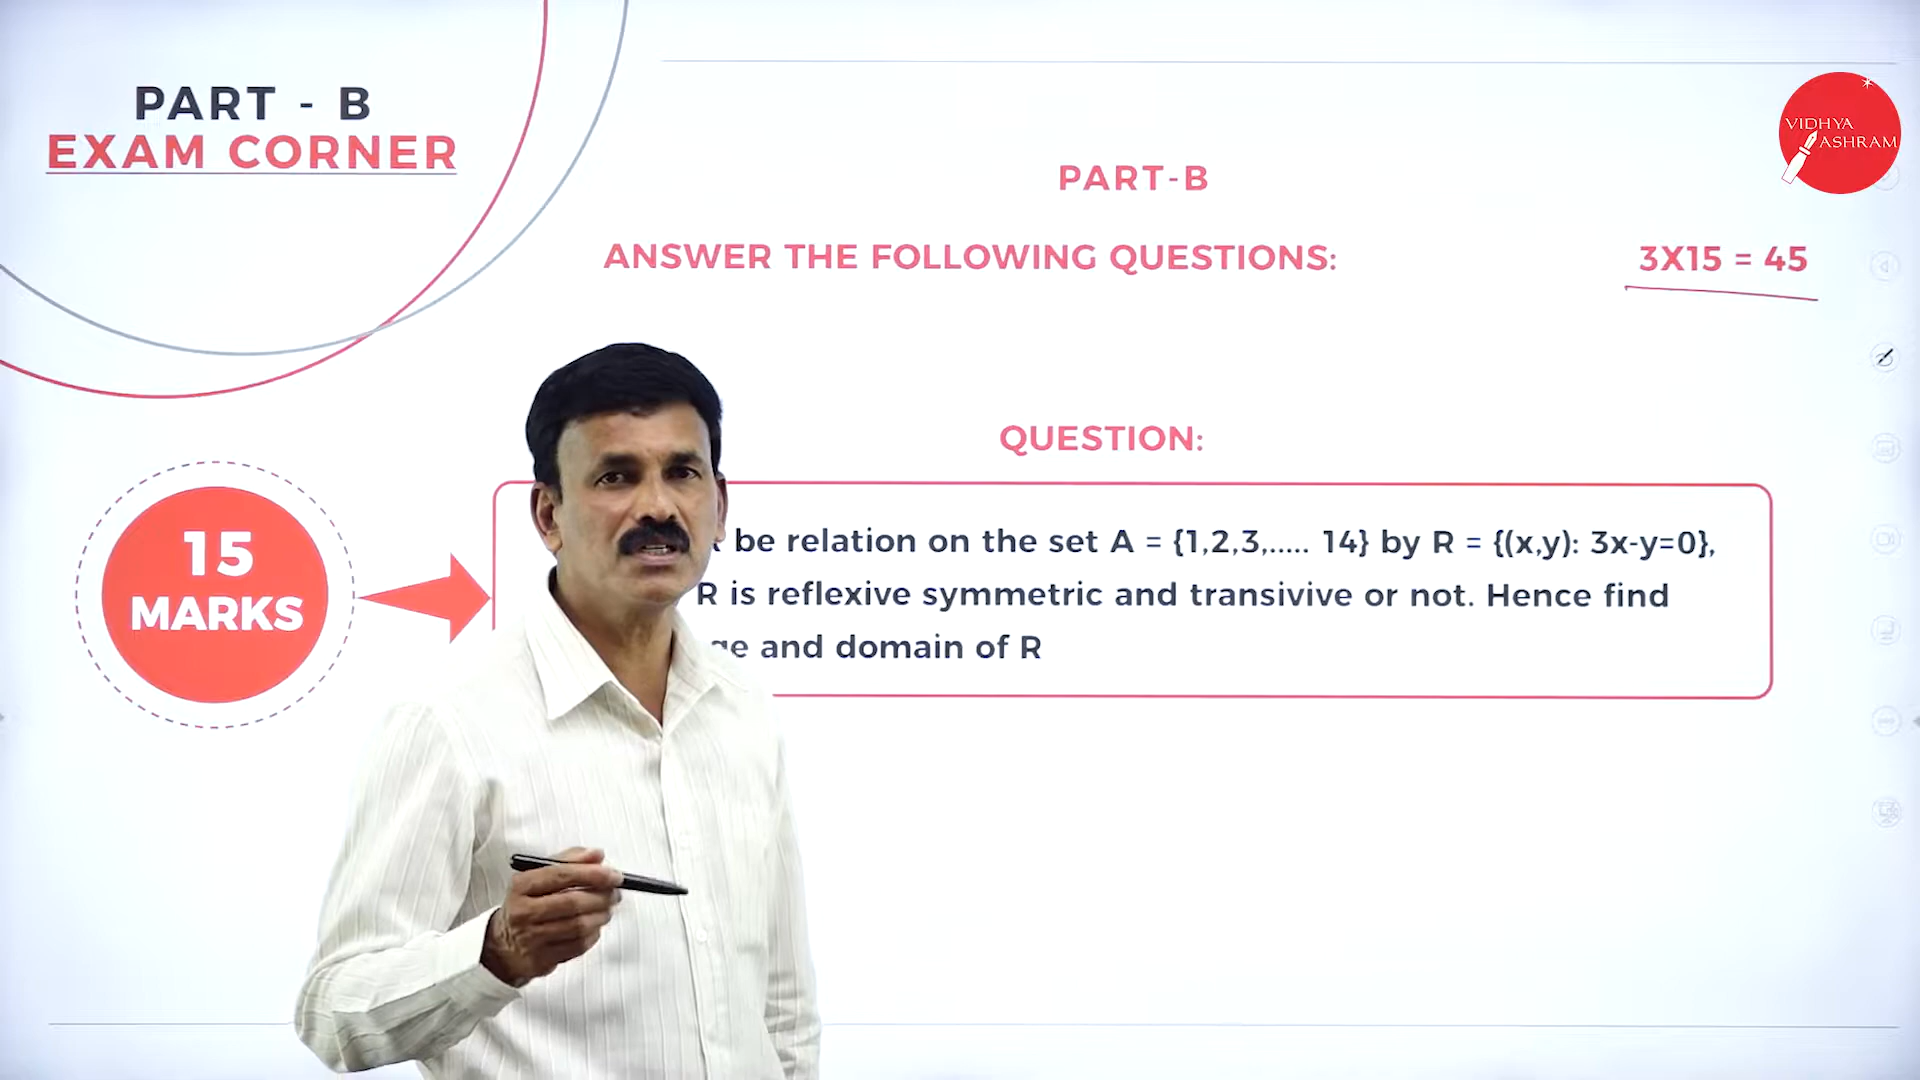 PART - B
EXAM CORNER
VIDHYA
ASHRAM
PART-B
ANSWER THE FOLLOWING QUESTIONS:
3X15 = 45
QUESTION:
15
MARKS
be relation on the set A = {1,2,3,..... 14} by R = {(x,y): 3x-y=0},
R is reflexive symmetric and transivive or not. Hence find
and domain of R